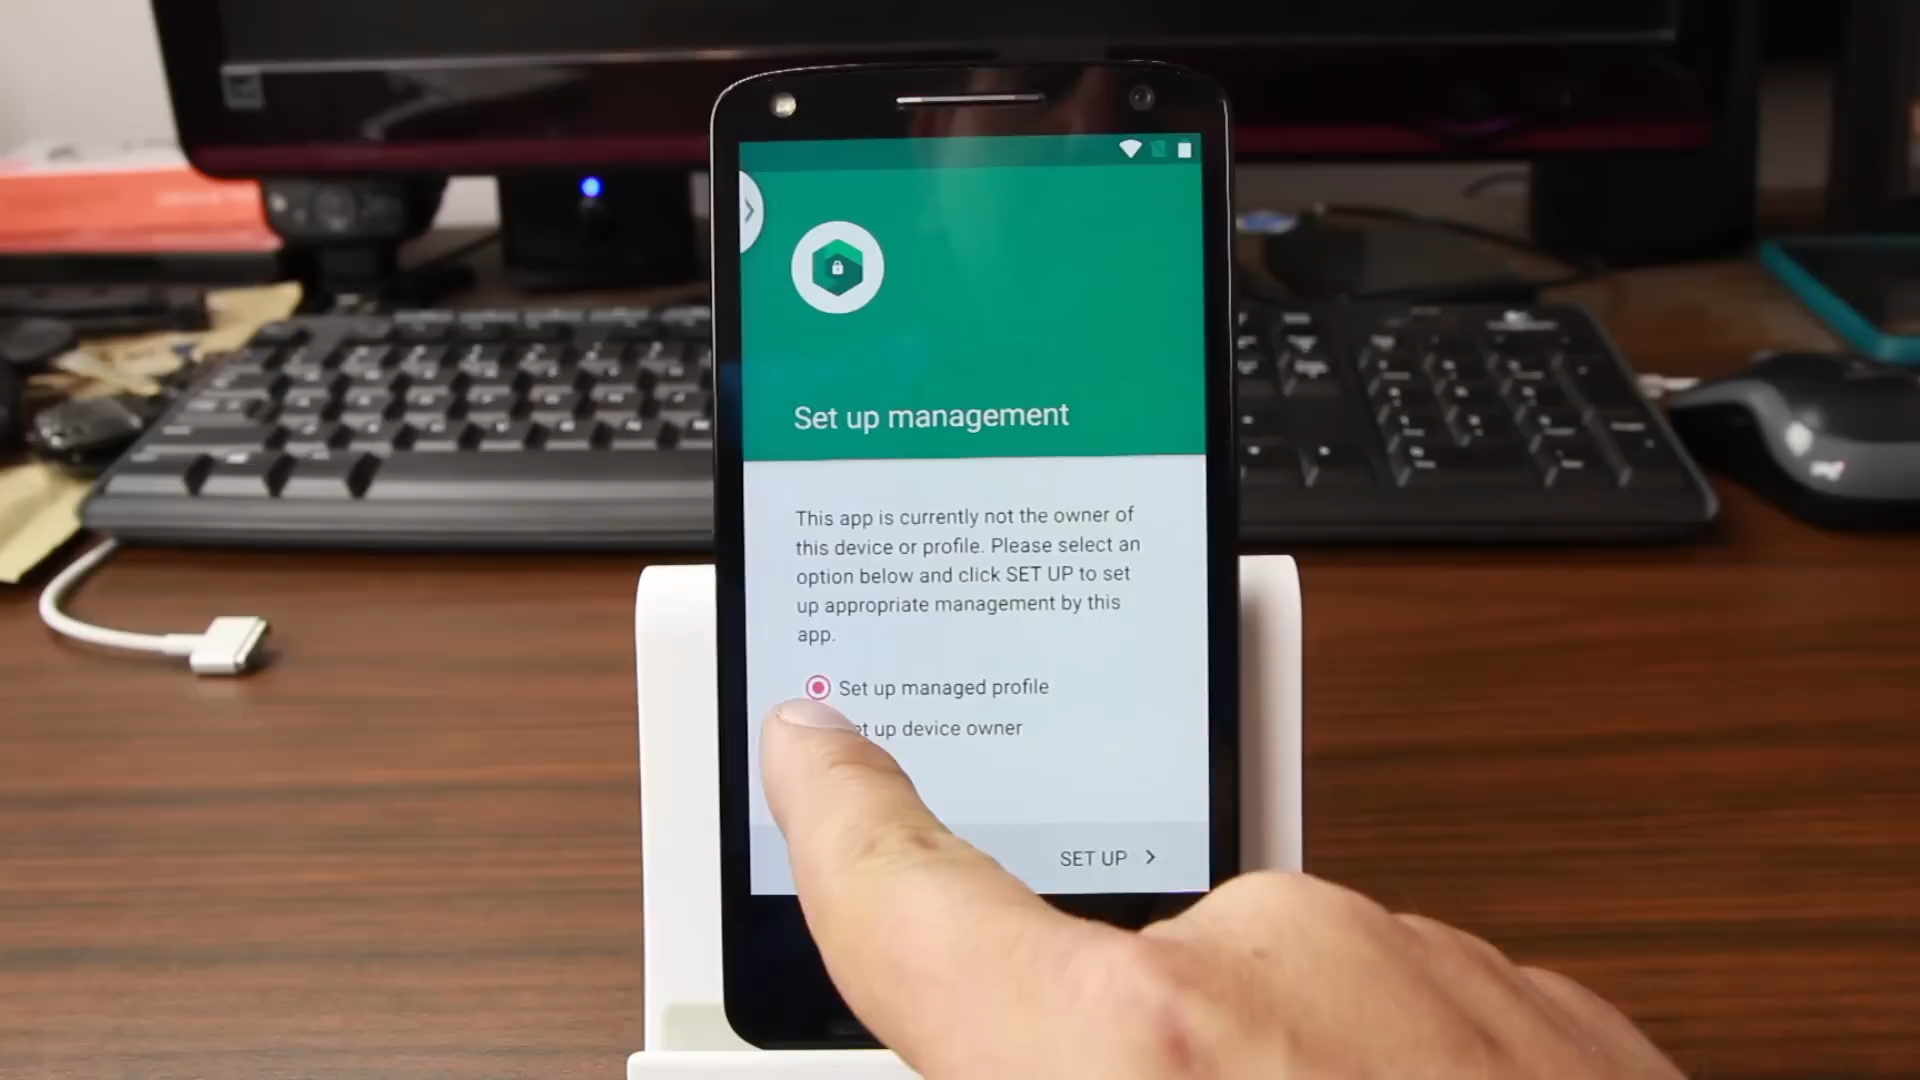 Set up management
This app is currently not the owner of
this device or profile. Please select an
option below and click SET UP to set
up appropriate management by this
app.
Set up managed profile
et up device owner
SET UP